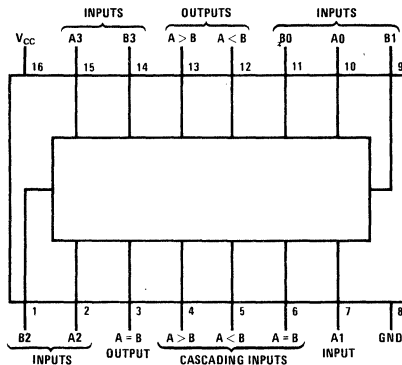 INPUTS OUTPUTS INPUTS
VCC A3 B3 A > B A < B B0 A0 B1
16 15 14 13 12 11 10 9
1 2 3 4 5 6 7 8
B2 A2 A = B A > B A < B A = B A1 GND
INPUTS OUTPUT CASCADING INPUTS INPUT